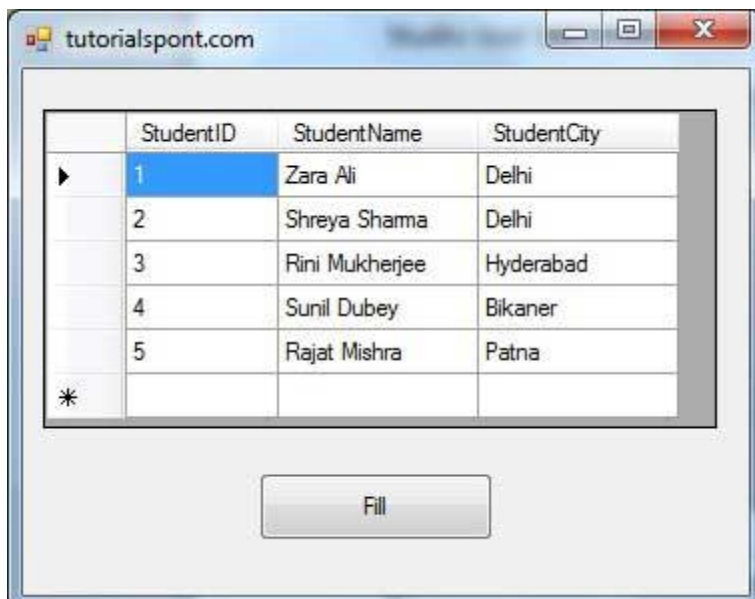 tutorialspont.com
StudentID StudentName StudentCity
1 Zara Ali Delhi
2 Shreya Sharma Delhi
3 Rini Mukherjee Hyderabad
4 Sunil Dubey Bikaner
5 Rajat Mishra Patna
Fill